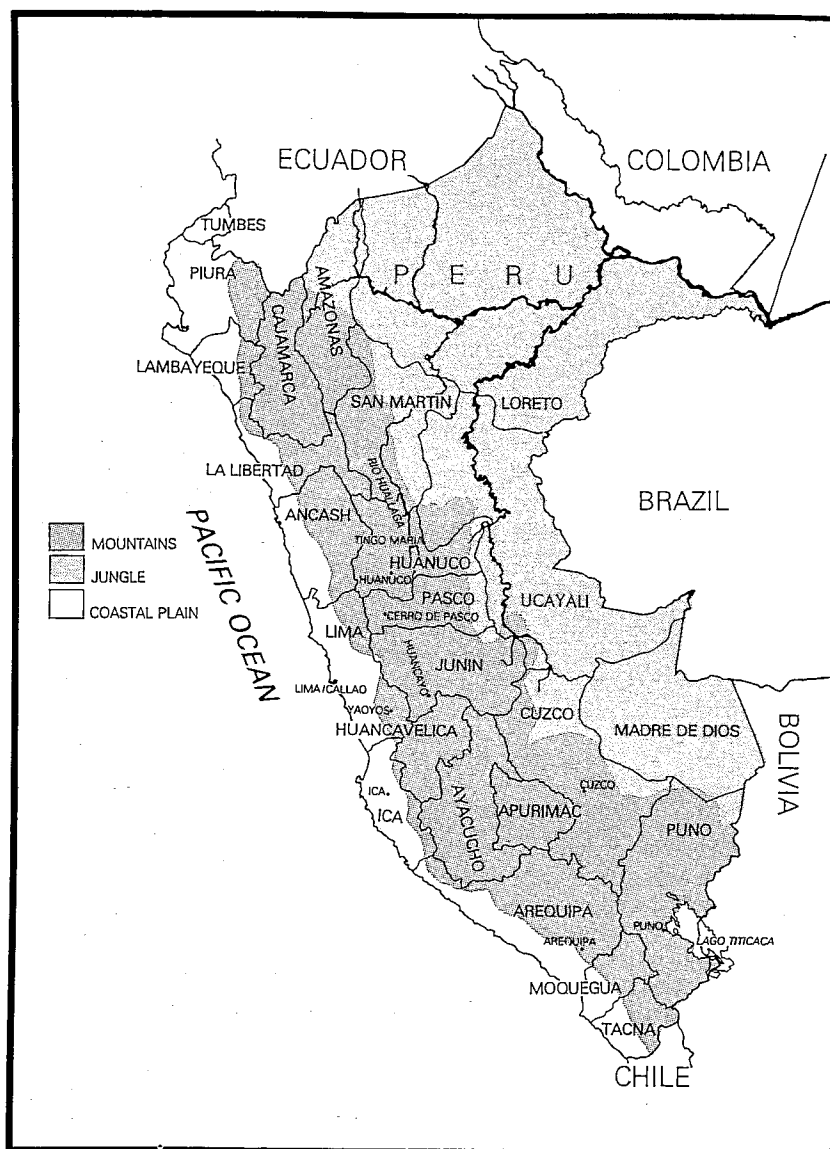 ECUADOR
COLOMBIA
TUMBES
PIURA
P E R U
AMAZONAS
CAJAMARCA
LAMBAYEQUE
SAN MARTIN
LORETO
LA LIBERTAD
RIO HUALLAGA
BRAZIL
ANCASH
PACIFIC OCEAN
MOUNTAINS
JUNGLE
COASTAL PLAIN
TINGO MARIA
HUANUCO
HUANUCO
PASCO
CERRO DE PASCO
UCAYALI
LIMA
JUNIN
HUANCAYO
LIMA/CALLAO
YAOYOS
CUZCO
HUANCAVELICA
MADRE DE DIOS
BOLIVIA
ICA
ICA
AYACUCHO
APURIMAC
CUZCO
PUNO
AREQUIPA
AREQUIPA
PUNO
LAGO TITICACA
MOQUEGUA
TACNA
CHILE